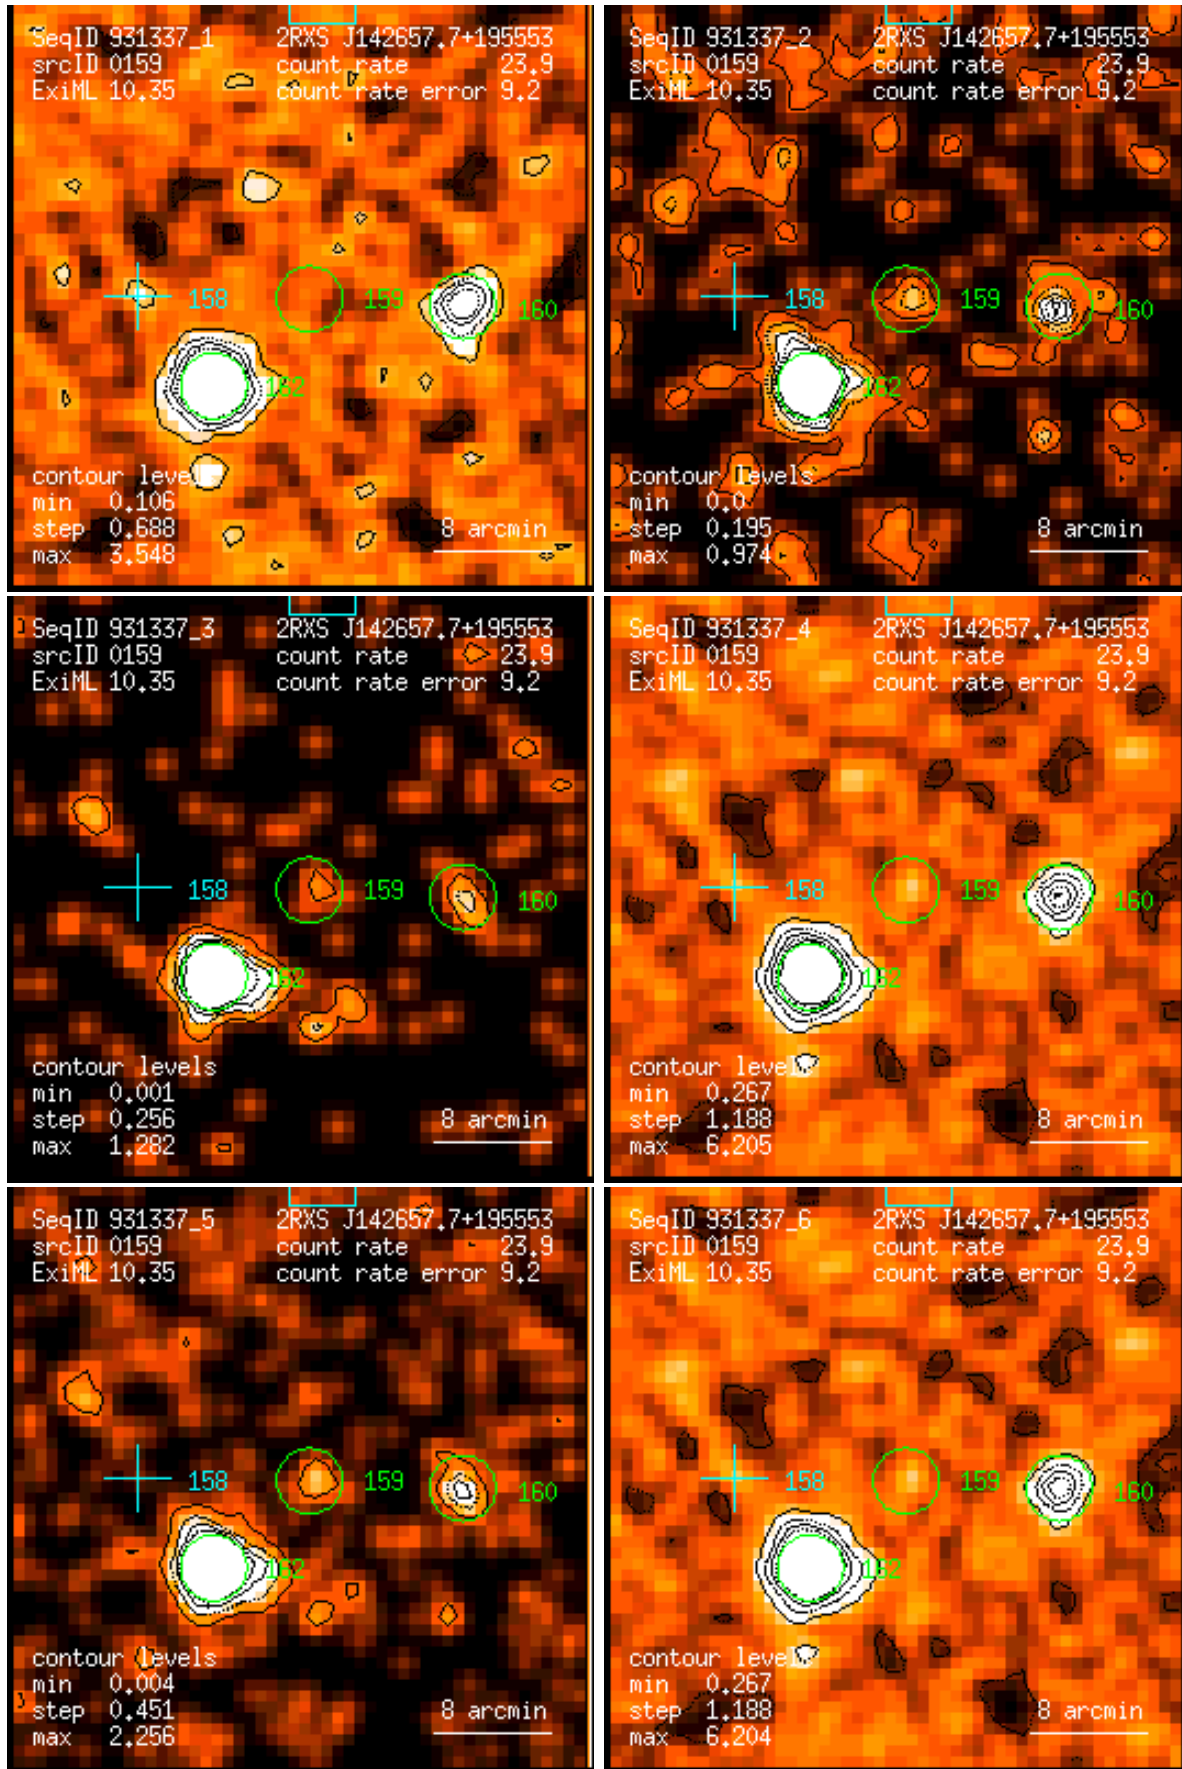 SeqID 931337_1 2RXS J142657.7+195553
srcID 0159 count rate 23.9
ExiML 10.35 count rate error 9.2
158 159 160
162
contour levels
min 0.106
step 0.688 8 arcmin
max 3.548
SeqID 931337_2 2RXS J142657.7+195553
srcID 0159 count rate 23.9
ExiML 10.35 count rate error 9.2
158 159 160
162
contour levels
min 0.0
step 0.195 8 arcmin
max 0.974
SeqID 931337_3 2RXS J142657.7+195553
srcID 0159 count rate 23.9
ExiML 10.35 count rate error 9.2
158 159 160
162
contour levels
min 0.001
step 0.256 8 arcmin
max 1.282
SeqID 931337_4 2RXS J142657.7+195553
srcID 0159 count rate 23.9
ExiML 10.35 count rate error 9.2
158 159 160
162
contour levels
min 0.267
step 1.188 8 arcmin
max 6.205
SeqID 931337_5 2RXS J142657.7+195553
srcID 0159 count rate 23.9
ExiML 10.35 count rate error 9.2
158 159 160
162
contour levels
min 0.004
step 0.451 8 arcmin
max 2.256
SeqID 931337_6 2RXS J142657.7+195553
srcID 0159 count rate 23.9
ExiML 10.35 count rate error 9.2
158 159 160
162
contour levels
min 0.267
step 1.188 8 arcmin
max 6.204